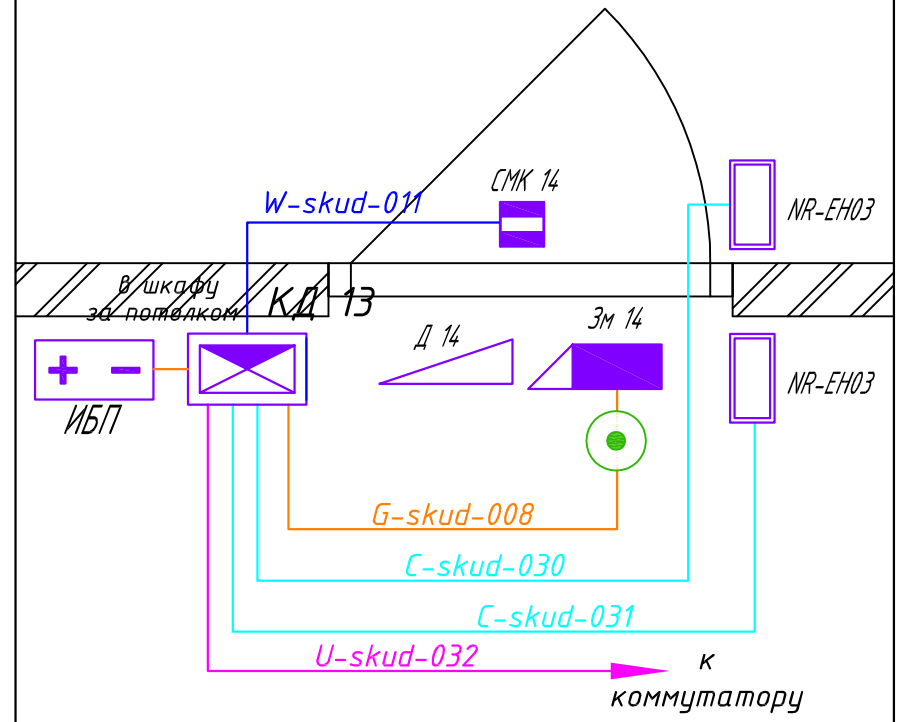 СМК 14
W-skud-011
NR-EH03
в шкафу
за потолком
КД 13
Д 14
Зм 14
+ -
ИБП
NR-EH03
G-skud-008
C-skud-030
C-skud-031
U-skud-032
к
коммутатору